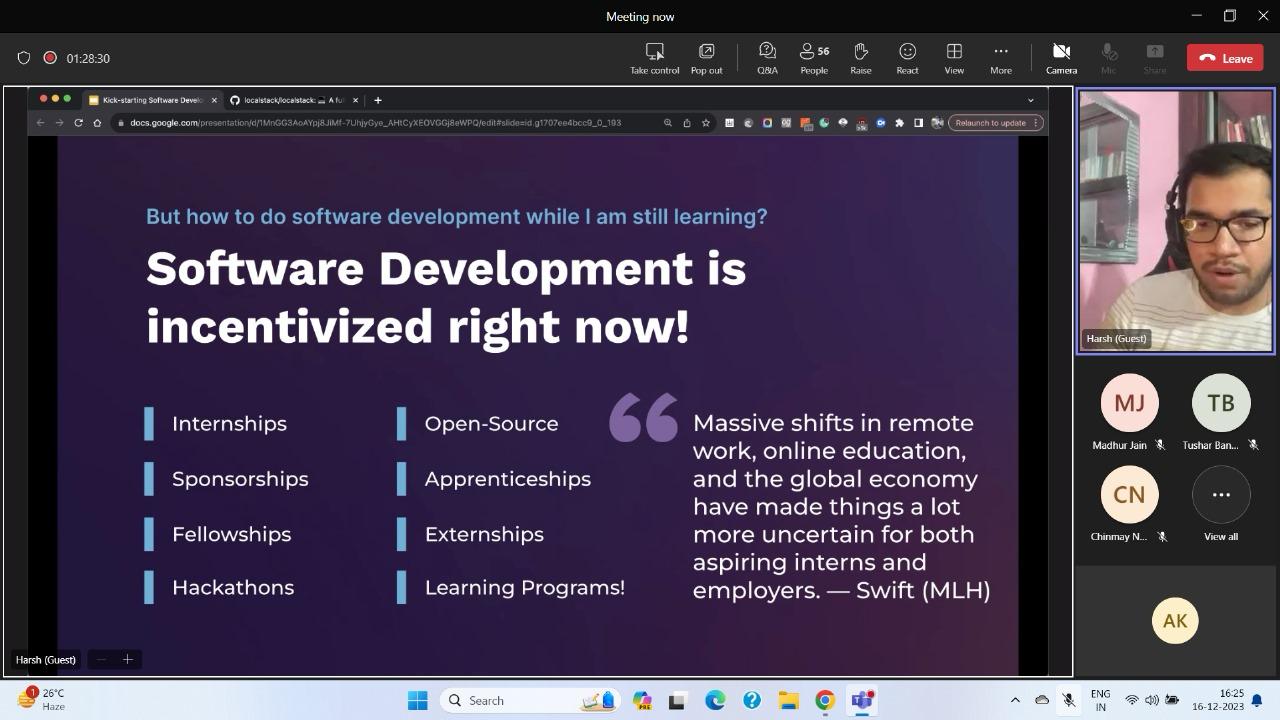 Meeting now
01:28:30
Take control
Pop out
Q&A
56
People
Raise
React
View
More
Camera
Mic
Share
Leave
Kick-starting Software Develo
localstack/localstack:
A fu
docs.google.com/presentation/d/1MnGG3AoAYpj8JiMf-7UhjyGye_AHtCyXEOVGGj8eWPQ/edit#slide=id.g1707ee4bcc9_0_193
Relaunch to update
But how to do software development while I am still learning?
Software Development is
incentivized right now!
Internships
Sponsorships
Fellowships
Hackathons
Open-Source
Apprenticeships
Externships
Learning Programs!
“
Massive shifts in remote
work, online education,
and the global economy
have made things a lot
more uncertain for both
aspiring interns and
employers. — Swift (MLH)
Harsh (Guest)
Harsh (Guest)
MJ
Madhur Jain
TB
Tushar Ban...
CN
Chinmay N...
View all
AK
1
26°C
Haze
Search
ENG
IN
16:25
16-12-2023